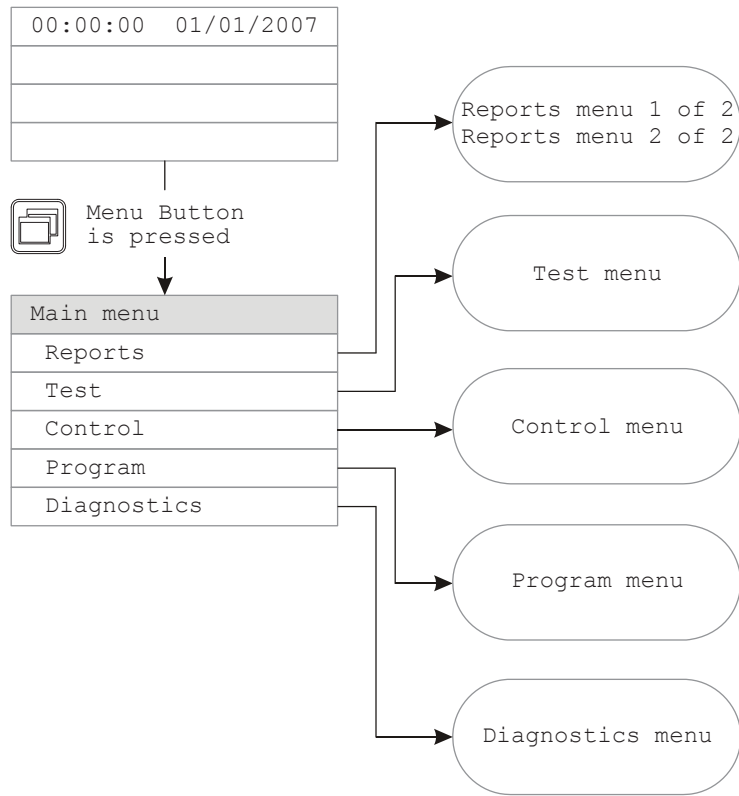 00:00:00 01/01/2007
Menu Button
is pressed
Main menu
Reports
Test
Control
Program
Diagnostics
Reports menu 1 of 2
Reports menu 2 of 2
Test menu
Control menu
Program menu
Diagnostics menu